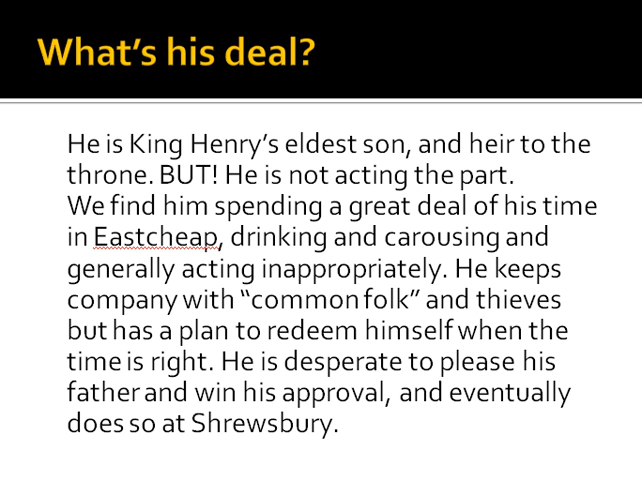 What’s his deal?
He is King Henry’s eldest son, and heir to the
throne. BUT! He is not acting the part.
We find him spending a great deal of his time
in Eastcheap, drinking and carousing and
generally acting inappropriately. He keeps
company with “common folk” and thieves
but has a plan to redeem himself when the
time is right. He is desperate to please his
father and win his approval, and eventually
does so at Shrewsbury.